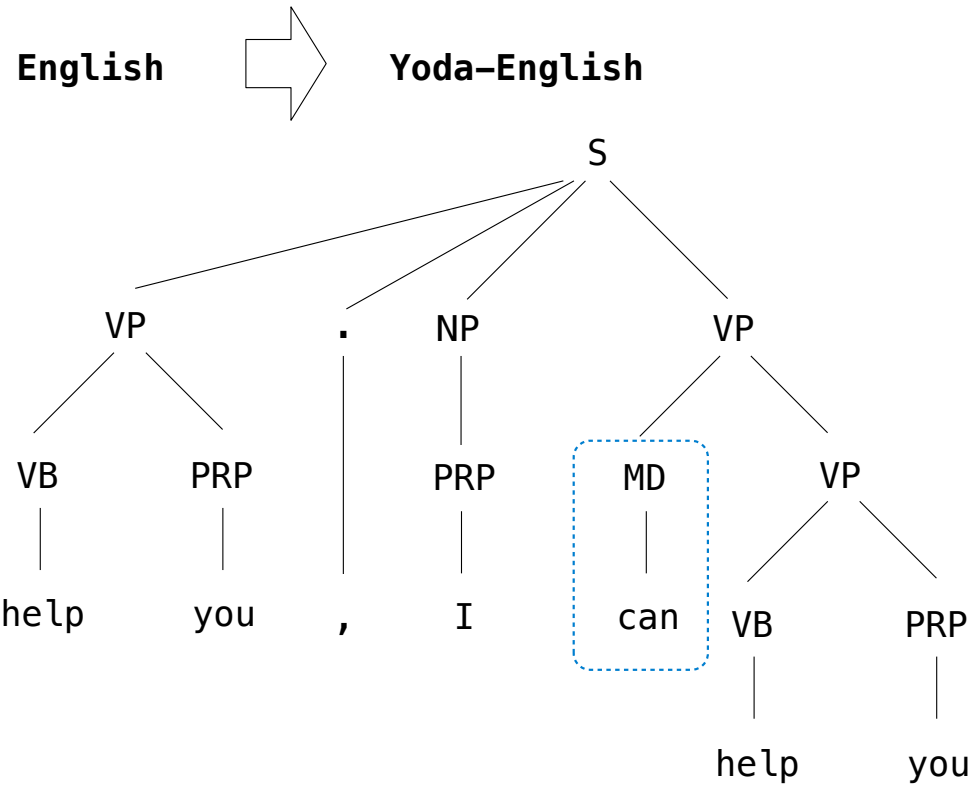 English Yoda–English
S
VP . NP VP
VB PRP PRP MD VP
help you , I can VB PRP
help you